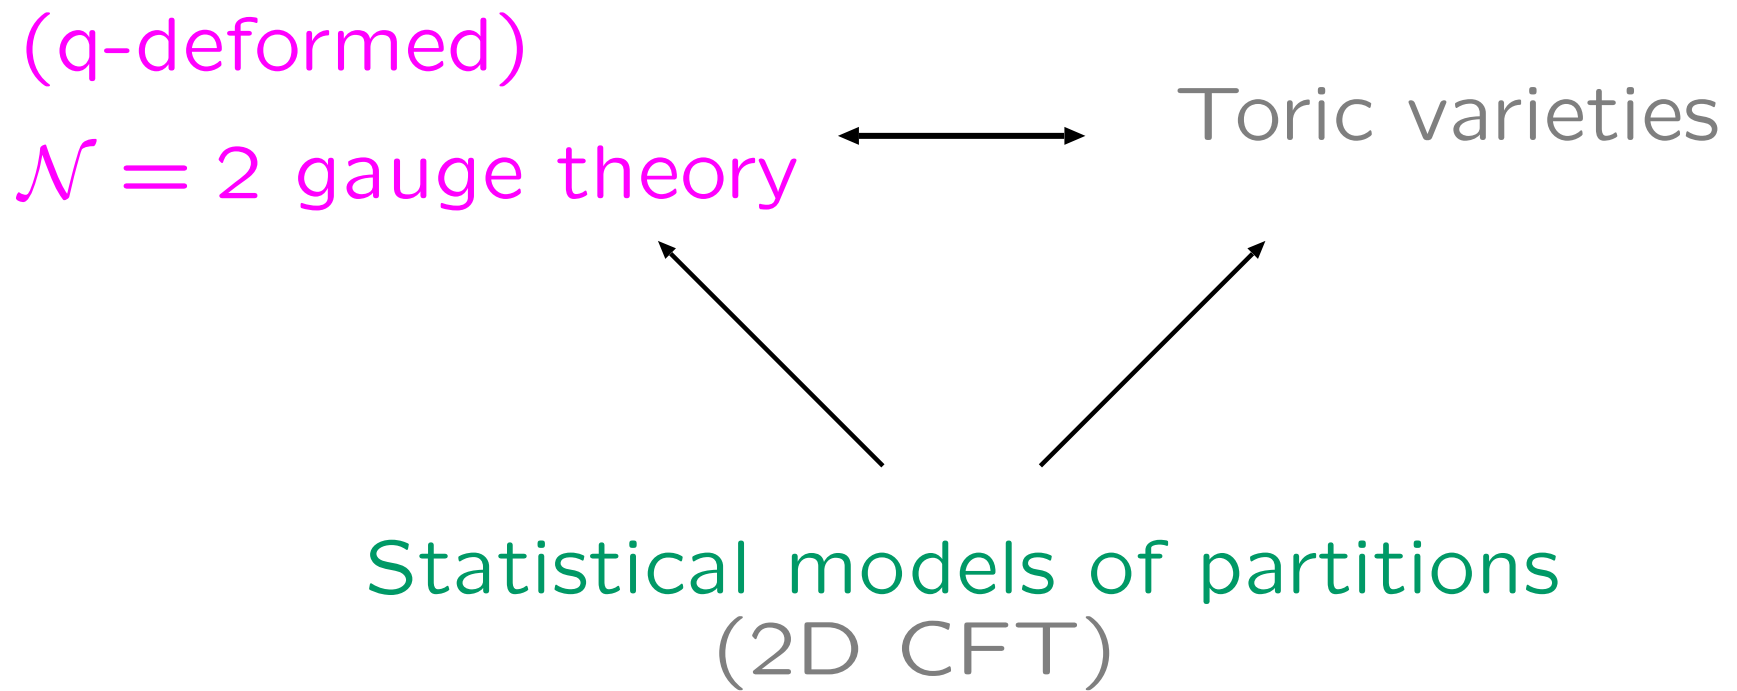 (q-deformed)
𝒩 = 2 gauge theory
Toric varieties
Statistical models of partitions
(2D CFT)